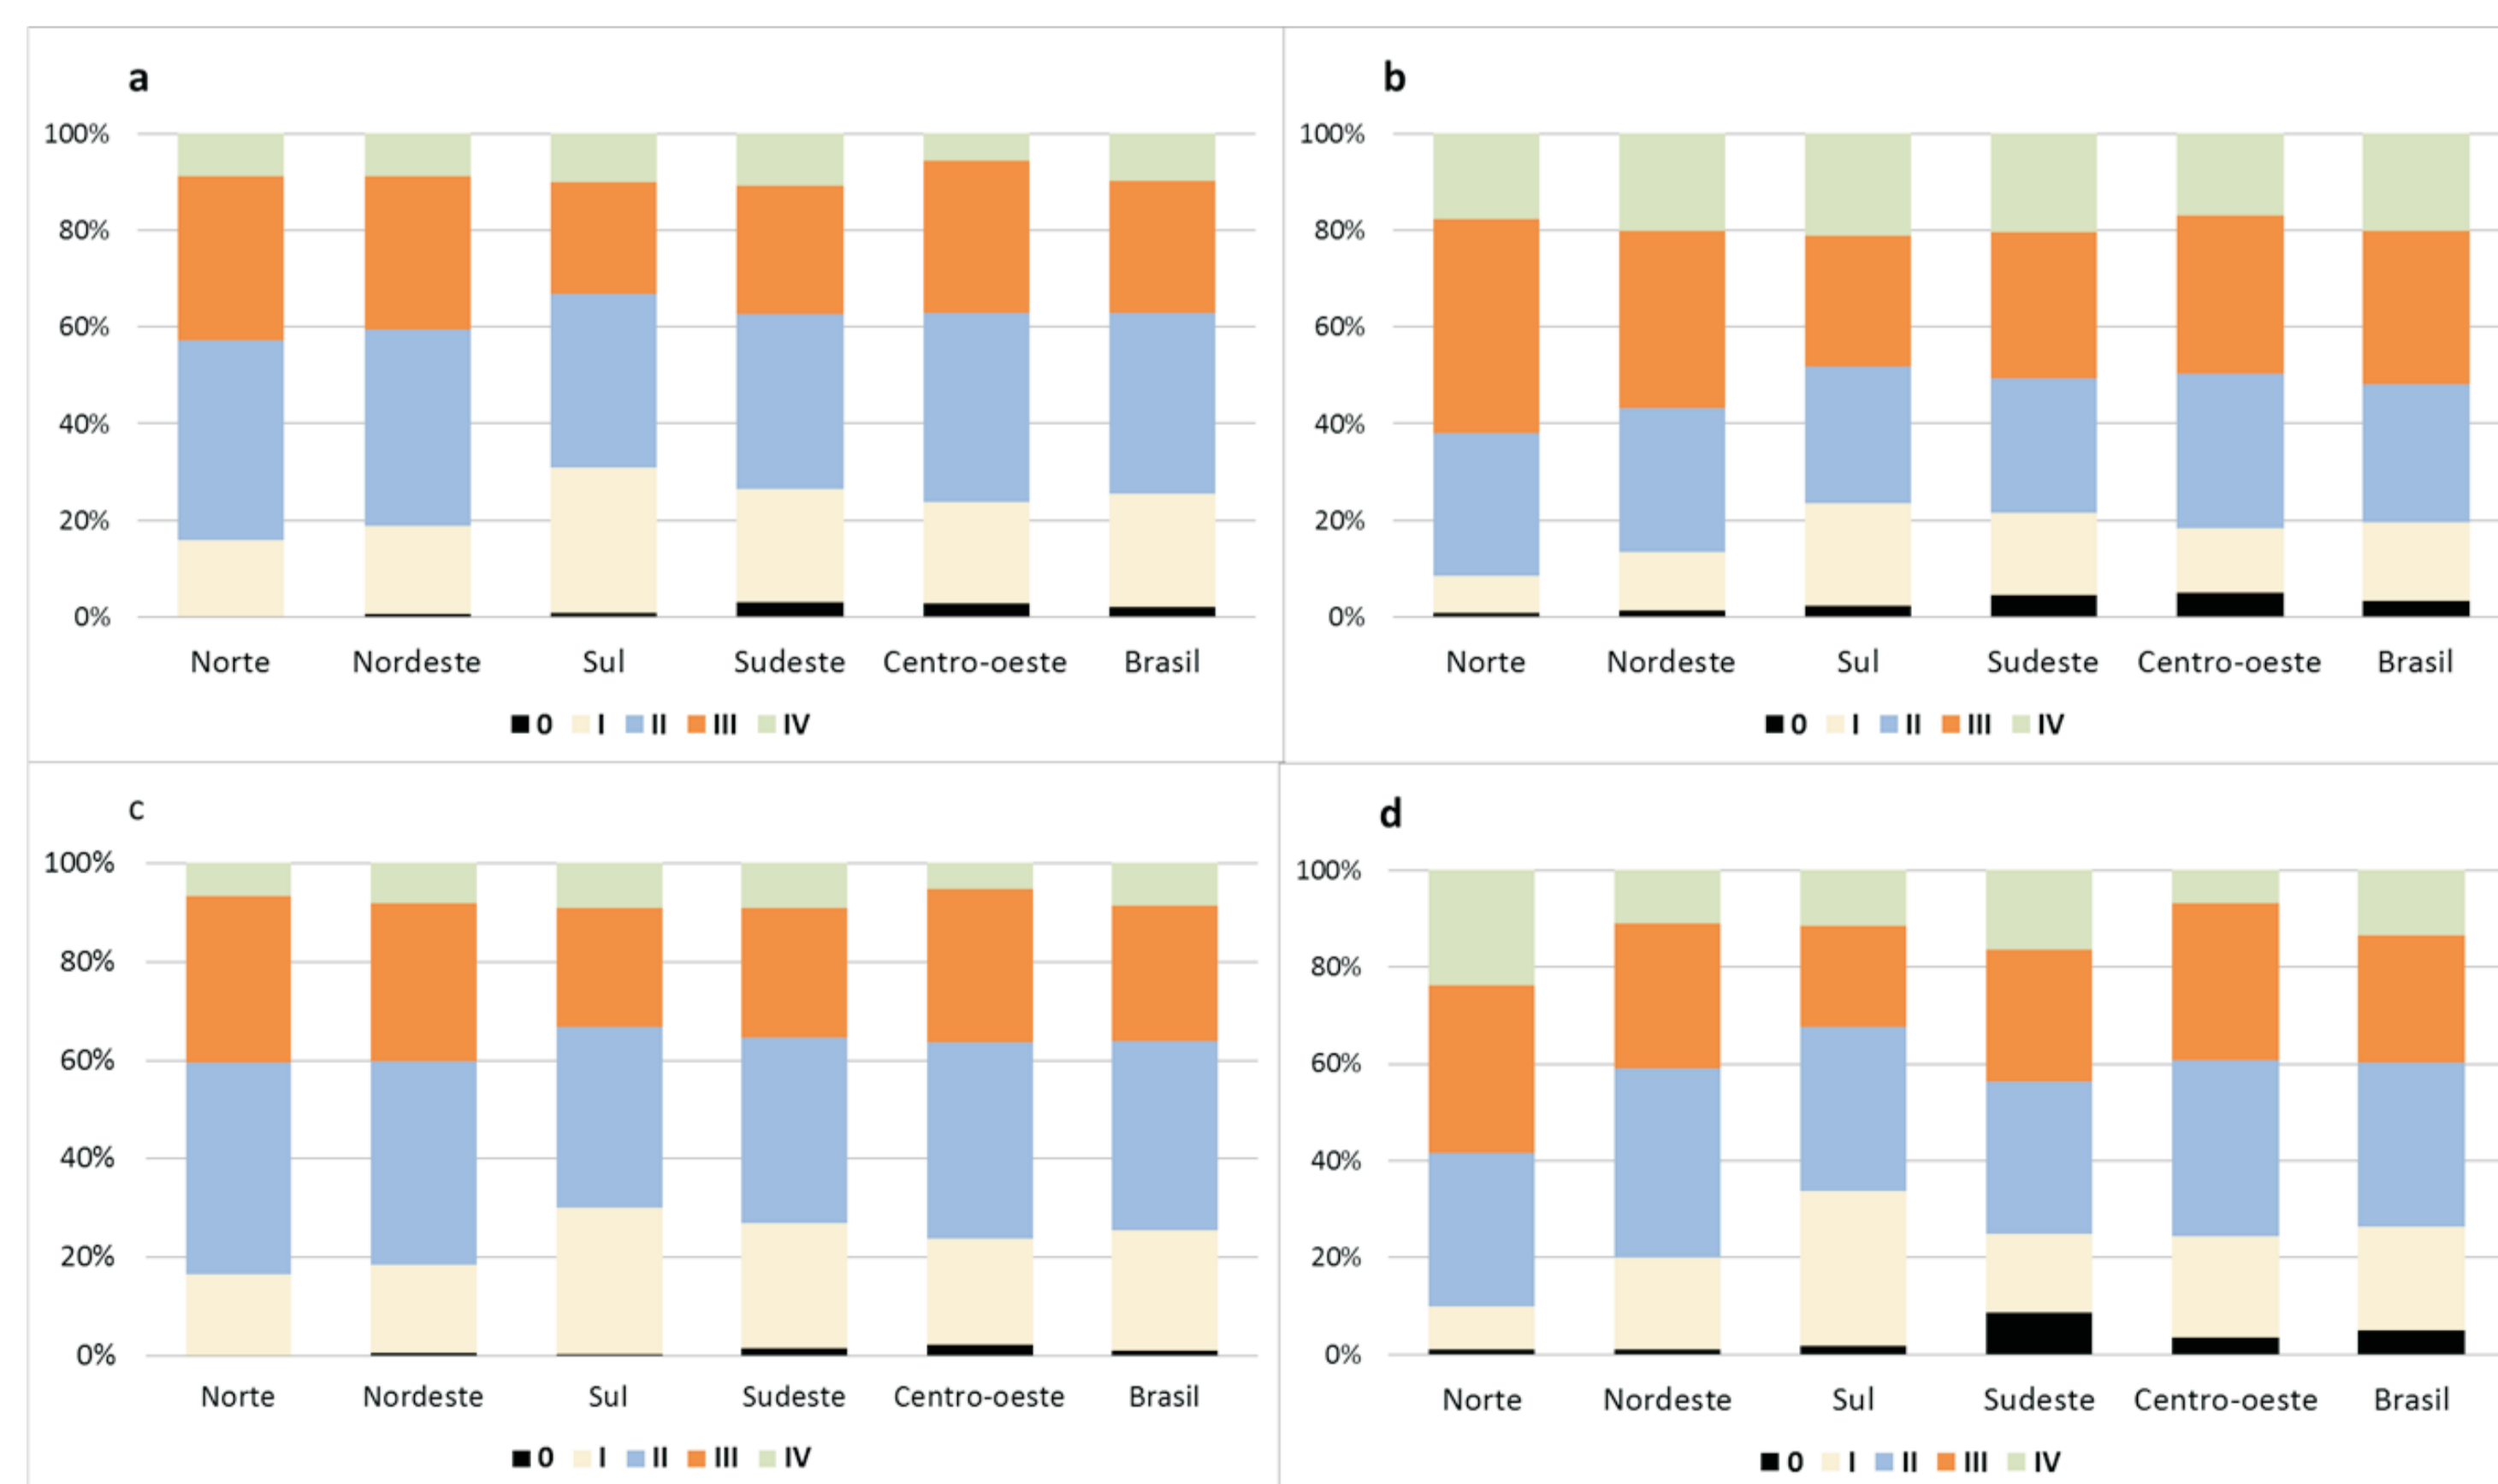 a
100%
80%
60%
40%
20%
0%
Norte Nordeste Sul Sudeste Centro-oeste Brasil
0 I II III IV
b
100%
80%
60%
40%
20%
0%
Norte Nordeste Sul Sudeste Centro-oeste Brasil
0 I II III IV
c
100%
80%
60%
40%
20%
0%
Norte Nordeste Sul Sudeste Centro-oeste Brasil
0 I II III IV
d
100%
80%
60%
40%
20%
0%
Norte Nordeste Sul Sudeste Centro-oeste Brasil
0 I II III IV